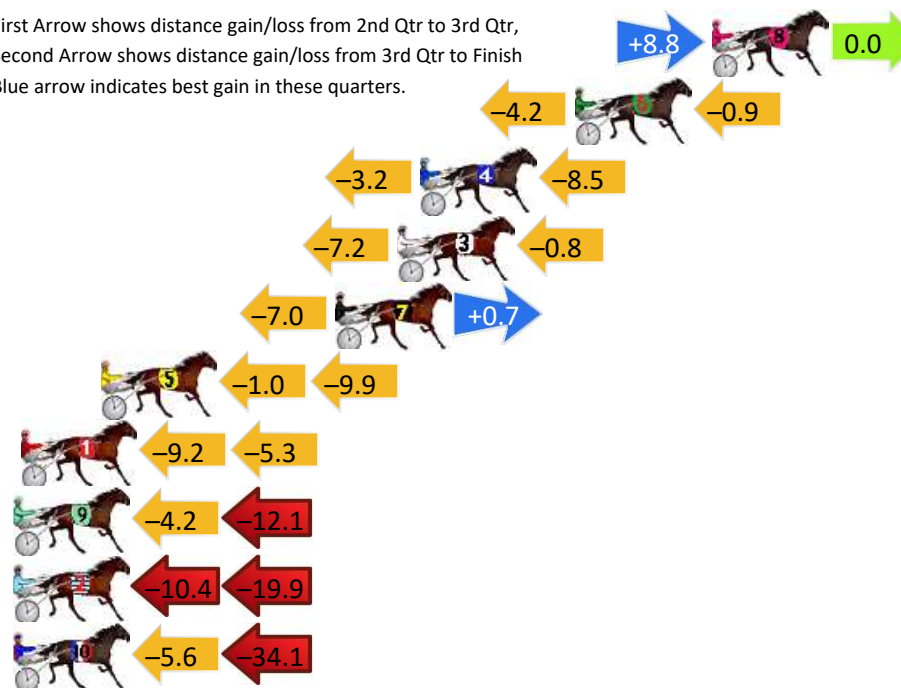 irst Arrow shows distance gain/loss from 2nd Qtr to 3rd Qtr,
econd Arrow shows distance gain/loss from 3rd Qtr to Finish
lue arrow indicates best gain in these quarters.
+8.8 8 0.0
−4.2 −0.9
−3.2 4 −8.5
−7.2 3 −0.8
−7.0 7 +0.7
5 −1.0 −9.9
1 −9.2 −5.3
9 −4.2 −12.1
2 −10.4 −19.9
10 −5.6 −34.1